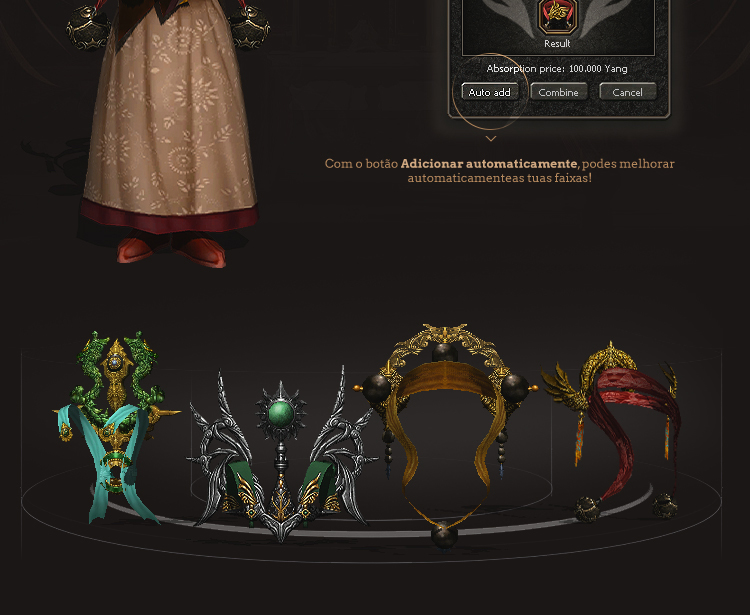 Result
Absorption price: 100.000 Yang
Auto add Combine Cancel
Com o botão Adicionar automaticamente, podes melhorar
automaticamenteas tuas faixas!